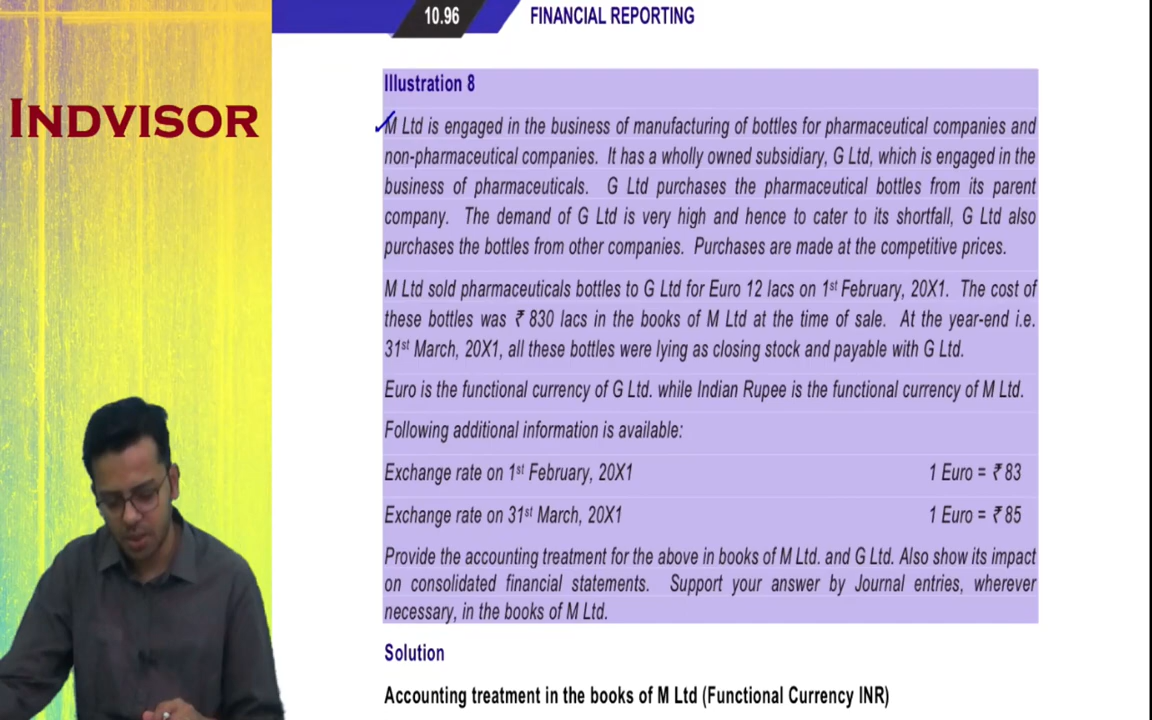 10.96 FINANCIAL REPORTING
INDVISOR
Illustration 8
M Ltd is engaged in the business of manufacturing of bottles for pharmaceutical companies and
non-pharmaceutical companies. It has a wholly owned subsidiary, G Ltd, which is engaged in the
business of pharmaceuticals. G Ltd purchases the pharmaceutical bottles from its parent
company. The demand of G Ltd is very high and hence to cater to its shortfall, G Ltd also
purchases the bottles from other companies. Purchases are made at the competitive prices.
M Ltd sold pharmaceuticals bottles to G Ltd for Euro 12 lacs on 1st February, 20X1. The cost of
these bottles was ₹ 830 lacs in the books of M Ltd at the time of sale. At the year-end i.e.
31st March, 20X1, all these bottles were lying as closing stock and payable with G Ltd.
Euro is the functional currency of G Ltd. while Indian Rupee is the functional currency of M Ltd.
Following additional information is available:
Exchange rate on 1st February, 20X1 1 Euro = ₹ 83
Exchange rate on 31st March, 20X1 1 Euro = ₹ 85
Provide the accounting treatment for the above in books of M Ltd. and G Ltd. Also show its impact
on consolidated financial statements. Support your answer by Journal entries, wherever
necessary, in the books of M Ltd.
Solution
Accounting treatment in the books of M Ltd (Functional Currency INR)